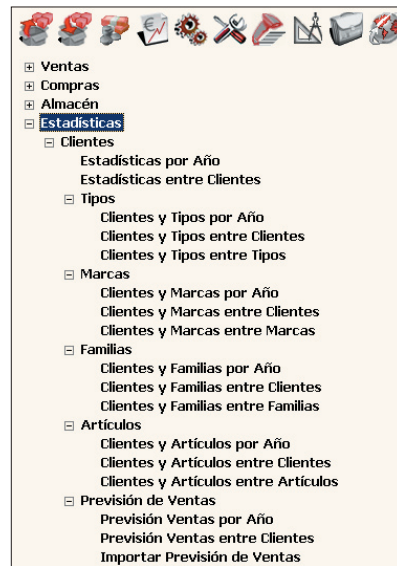 Ventas
Compras
Almacén
Estadísticas
Clientes
Estadísticas por Año
Estadísticas entre Clientes
Tipos
Clientes y Tipos por Año
Clientes y Tipos entre Clientes
Clientes y Tipos entre Tipos
Marcas
Clientes y Marcas por Año
Clientes y Marcas entre Clientes
Clientes y Marcas entre Marcas
Familias
Clientes y Familias por Año
Clientes y Familias entre Clientes
Clientes y Familias entre Familias
Artículos
Clientes y Artículos por Año
Clientes y Artículos entre Clientes
Clientes y Artículos entre Artículos
Previsión de Ventas
Previsión Ventas por Año
Previsión Ventas entre Clientes
Importar Previsión de Ventas